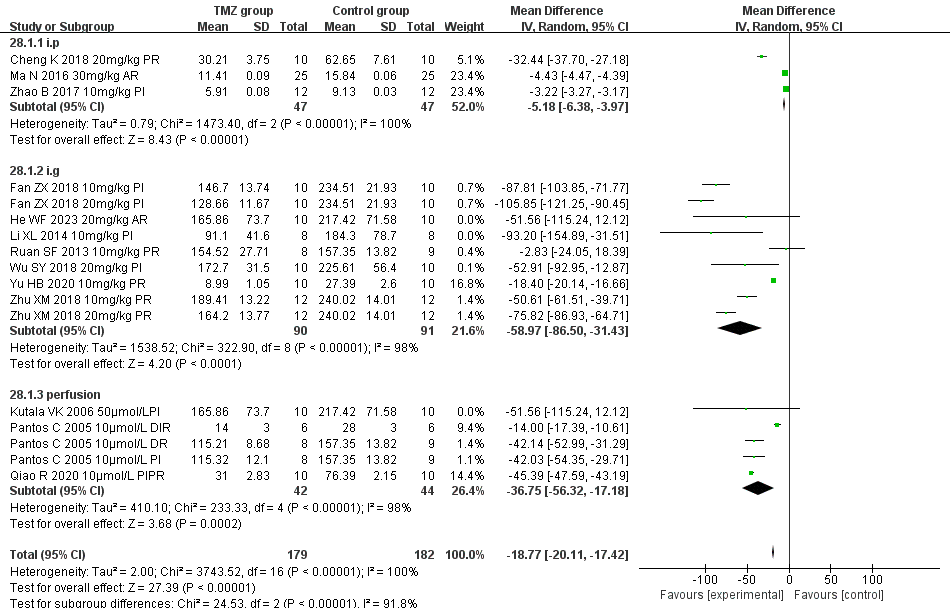 TMZ group Control group Mean Difference Mean Difference
Study or Subgroup Mean SD Total Mean SD Total Weight IV, Random, 95% CI IV, Random, 95% CI
28.1.1 i.p
Cheng K 2018 20mg/kg PR 30.21 3.75 10 62.65 7.61 10 5.1% -32.44 [-37.70, -27.18]
Ma N 2016 30mg/kg AR 11.41 0.09 25 15.84 0.06 25 23.4% -4.43 [-4.47, -4.39]
Zhao B 2017 10mg/kg PI 5.91 0.08 12 9.13 0.03 12 23.4% -3.22 [-3.27, -3.17]
Subtotal (95% CI) 47 47 52.0% -5.18 [-6.38, -3.97]
Heterogeneity: Tau² = 0.79; Chi² = 1473.40, df = 2 (P < 0.00001); I² = 100%
Test for overall effect: Z = 8.43 (P < 0.00001)
28.1.2 i.g
Fan ZX 2018 10mg/kg PI 146.7 13.74 10 234.51 21.93 10 0.7% -87.81 [-103.85, -71.77]
Fan ZX 2018 20mg/kg PI 128.66 11.67 10 234.51 21.93 10 0.7% -105.85 [-121.25, -90.45]
He WF 2023 20mg/kg AR 165.86 73.7 10 217.42 71.58 10 0.0% -51.56 [-115.24, 12.12]
Li XL 2014 10mg/kg PI 91.1 41.6 8 184.3 78.7 8 0.0% -93.20 [-154.89, -31.51]
Ruan SF 2013 10mg/kg PR 154.52 27.71 8 157.35 13.82 9 0.4% -2.83 [-24.05, 18.39]
Wu SY 2018 20mg/kg PI 172.7 31.5 10 225.61 56.4 10 0.1% -52.91 [-92.95, -12.87]
Yu HB 2020 10mg/kg PR 8.99 1.05 10 27.39 2.6 10 16.8% -18.40 [-20.14, -16.66]
Zhu XM 2018 10mg/kg PR 189.41 13.22 12 240.02 14.01 12 1.4% -50.61 [-61.51, -39.71]
Zhu XM 2018 20mg/kg PR 164.2 13.77 12 240.02 14.01 12 1.4% -75.82 [-86.93, -64.71]
Subtotal (95% CI) 90 91 21.6% -58.97 [-86.50, -31.43]
Heterogeneity: Tau² = 1538.52; Chi² = 322.90, df = 8 (P < 0.00001); I² = 98%
Test for overall effect: Z = 4.20 (P < 0.0001)
28.1.3 perfusion
Kutala VK 2006 50μmol/LPI 165.86 73.7 10 217.42 71.58 10 0.0% -51.56 [-115.24, 12.12]
Pantos C 2005 10μmol/L DIR 14 3 6 28 3 6 9.4% -14.00 [-17.39, -10.61]
Pantos C 2005 10μmol/L DR 115.21 8.68 8 157.35 13.82 9 1.4% -42.14 [-52.99, -31.29]
Pantos C 2005 10μmol/L PI 115.32 12.1 8 157.35 13.82 9 1.1% -42.03 [-54.35, -29.71]
Qiao R 2020 10μmol/L PIPR 31 2.83 10 76.39 2.15 10 14.4% -45.39 [-47.59, -43.19]
Subtotal (95% CI) 42 44 26.4% -36.75 [-56.32, -17.18]
Heterogeneity: Tau² = 410.10; Chi² = 233.33, df = 4 (P < 0.00001); I² = 98%
Test for overall effect: Z = 3.68 (P = 0.0002)
Total (95% CI) 179 182 100.0% -18.77 [-20.11, -17.42]
Heterogeneity: Tau² = 2.00; Chi² = 3743.52, df = 16 (P < 0.00001); I² = 100%
Test for overall effect: Z = 27.39 (P < 0.00001)
Test for subgroup differences: Chi² = 24.53, df = 2 (P < 0.00001), I² = 91.8%
-100 -50 0 50 100
Favours [experimental] Favours [control]